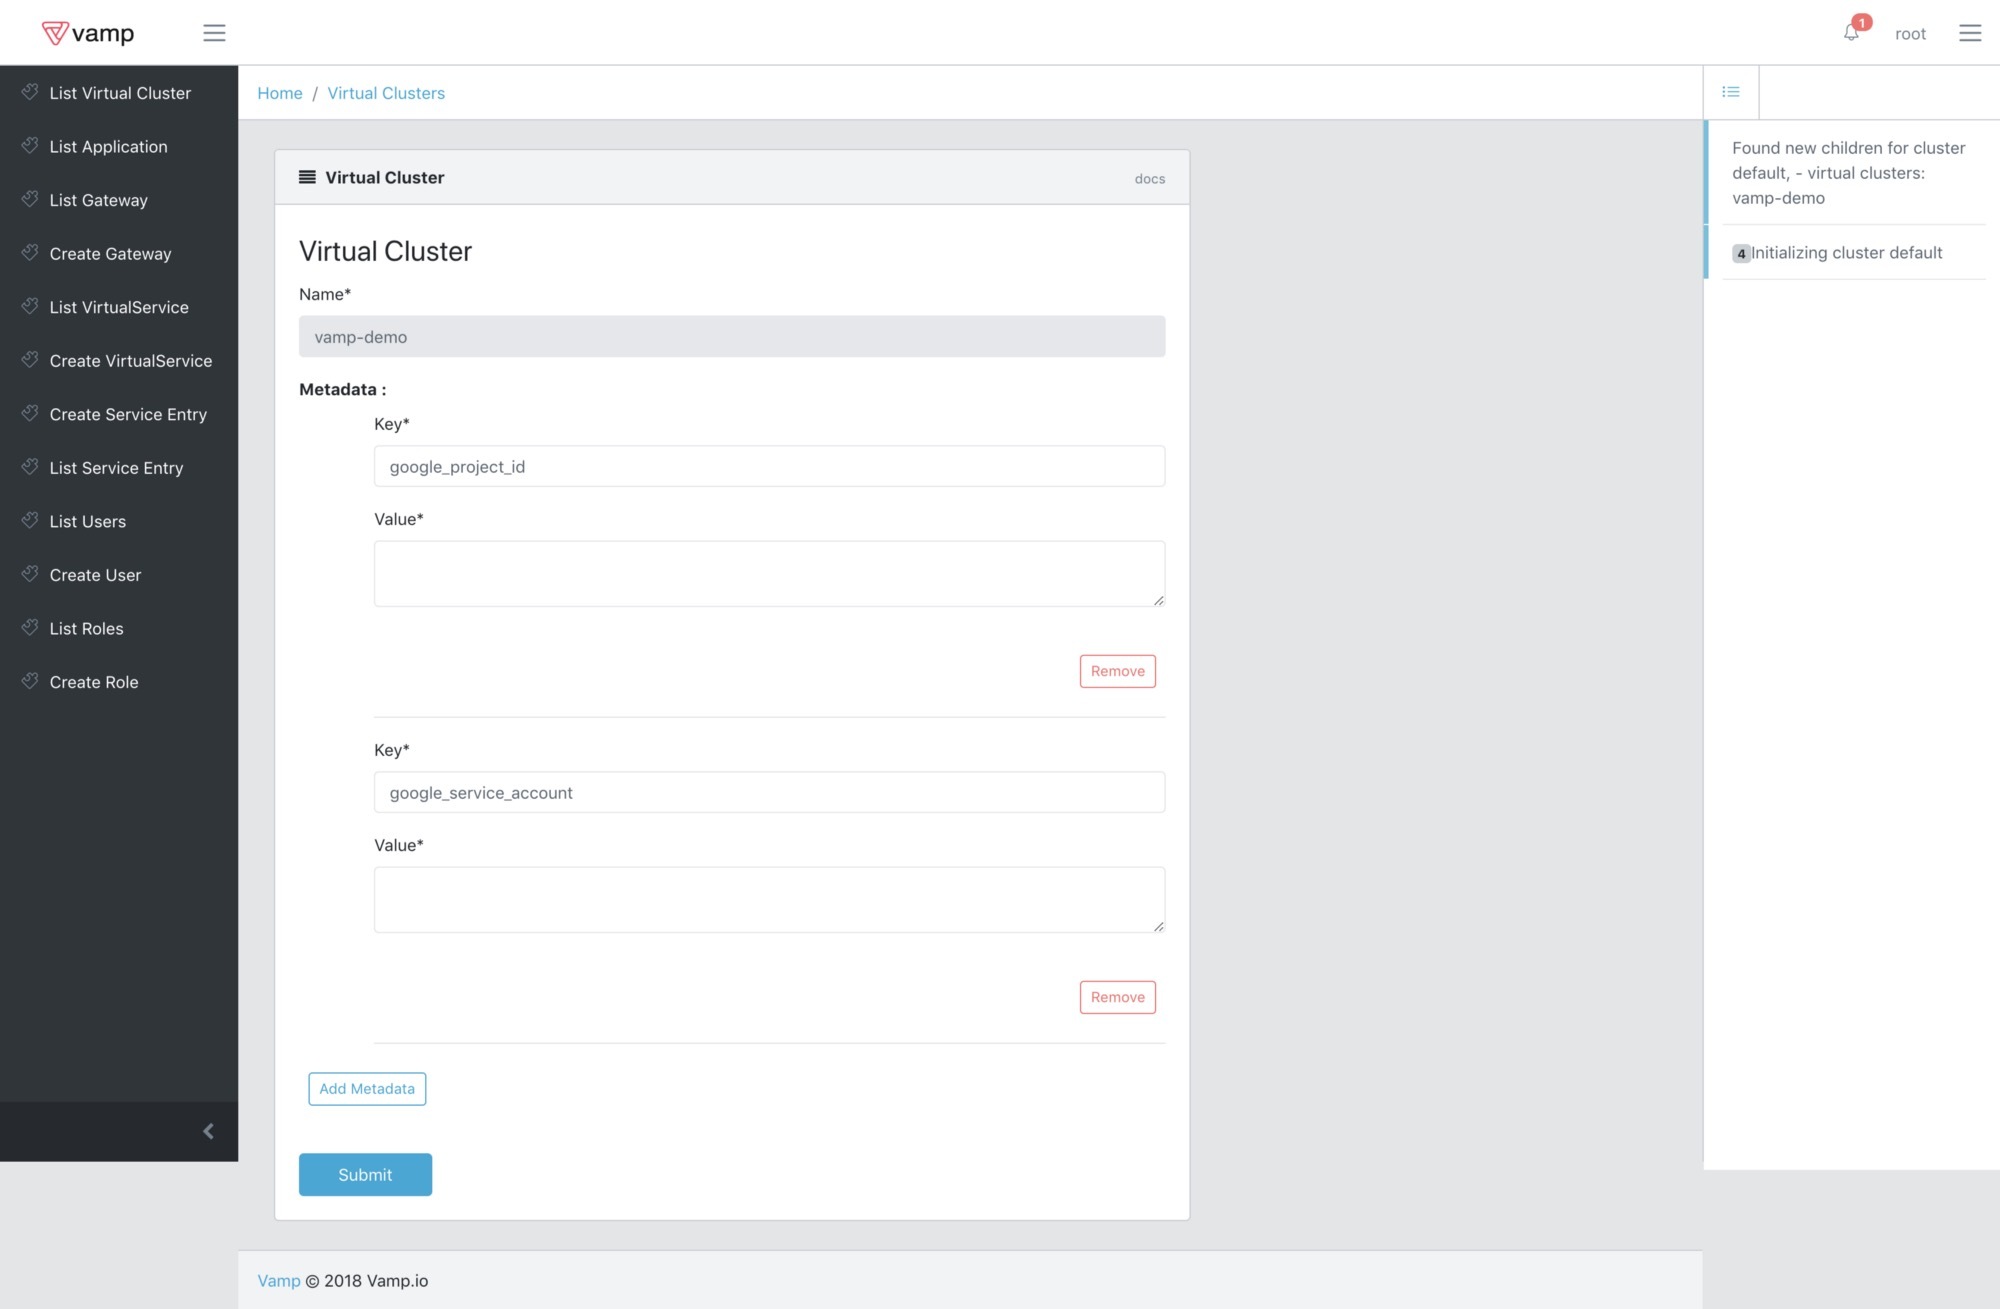 vamp
1
root
List Virtual Cluster
List Application
List Gateway
Create Gateway
List VirtualService
Create VirtualService
Create Service Entry
List Service Entry
List Users
Create User
List Roles
Create Role
Home / Virtual Clusters
Virtual Cluster
docs
Virtual Cluster
Name*
vamp-demo
Metadata :
Key*
google_project_id
Value*
Remove
Key*
google_service_account
Value*
Remove
Add Metadata
Submit
Found new children for cluster
default, - virtual clusters:
vamp-demo
4 Initializing cluster default
Vamp © 2018 Vamp.io